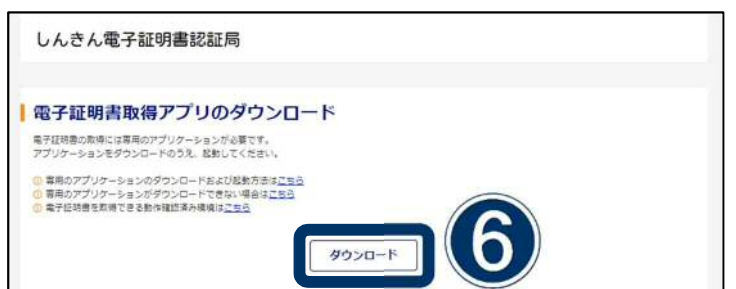 しんきん電子証明書認証局
電子証明書取得アプリのダウンロード
電子証明書の取得には専用のアプリケーションが必要です。
アプリケーションをダウンロードのうえ、起動してください。
専用のアプリケーションのダウンロードおよび起動方法はこちら
専用のアプリケーションがダウンロードできない場合はこちら
電子証明書を取得できる動作確認済み環境はこちら
ダウンロード
6